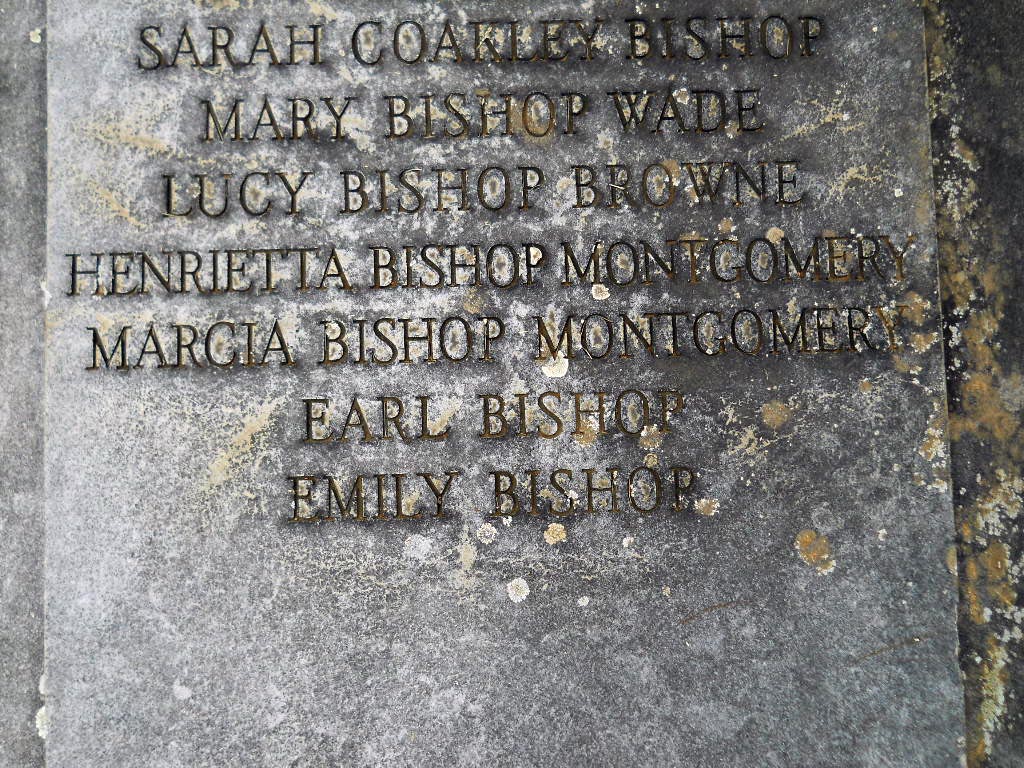 SARAH COAKLEY BISHOP
MARY BISHOP WADE
LUCY BISHOP BROWNE
HENRIETTA BISHOP MONTGOMERY
MARCIA BISHOP MONTGOMERY
EARL BISHOP
EMILY BISHOP